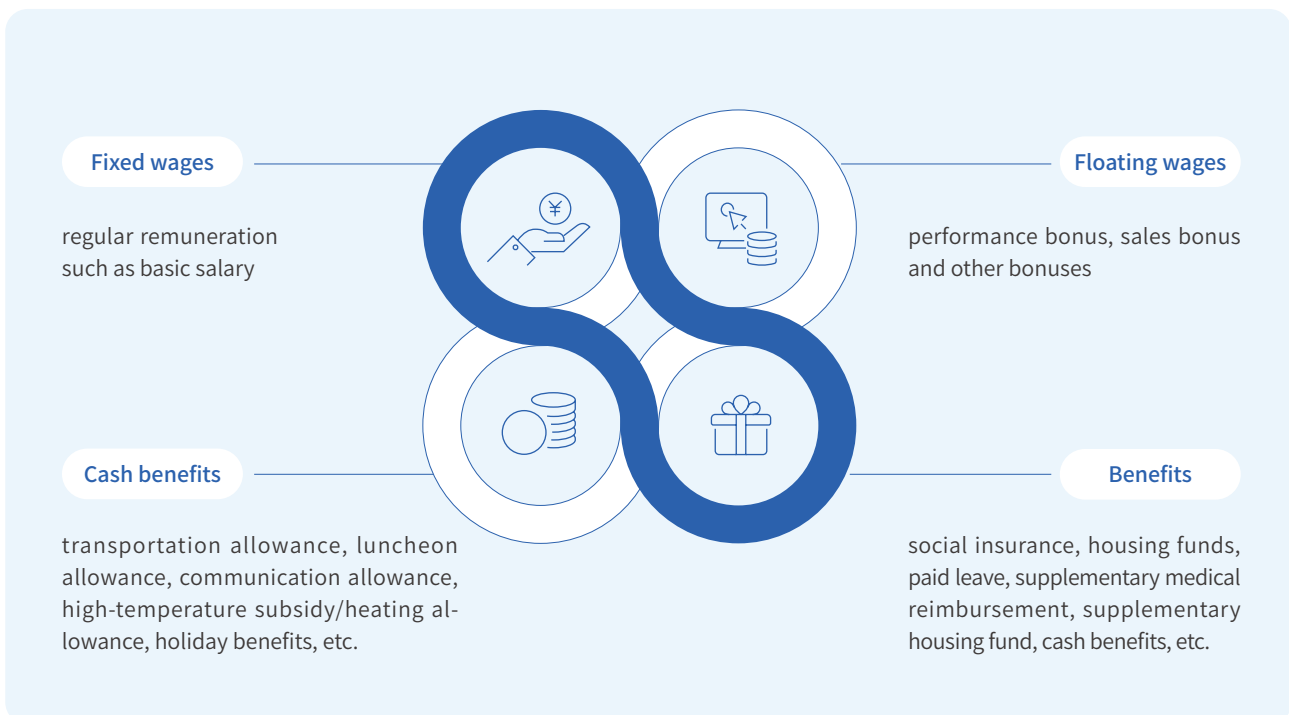 Fixed wages
regular remuneration
such as basic salary
Floating wages
performance bonus, sales bonus
and other bonuses
¥
Cash benefits
transportation allowance, luncheon
allowance, communication allowance,
high-temperature subsidy/heating al-
lowance, holiday benefits, etc.
Benefits
social insurance, housing funds,
paid leave, supplementary medical
reimbursement, supplementary
housing fund, cash benefits, etc.